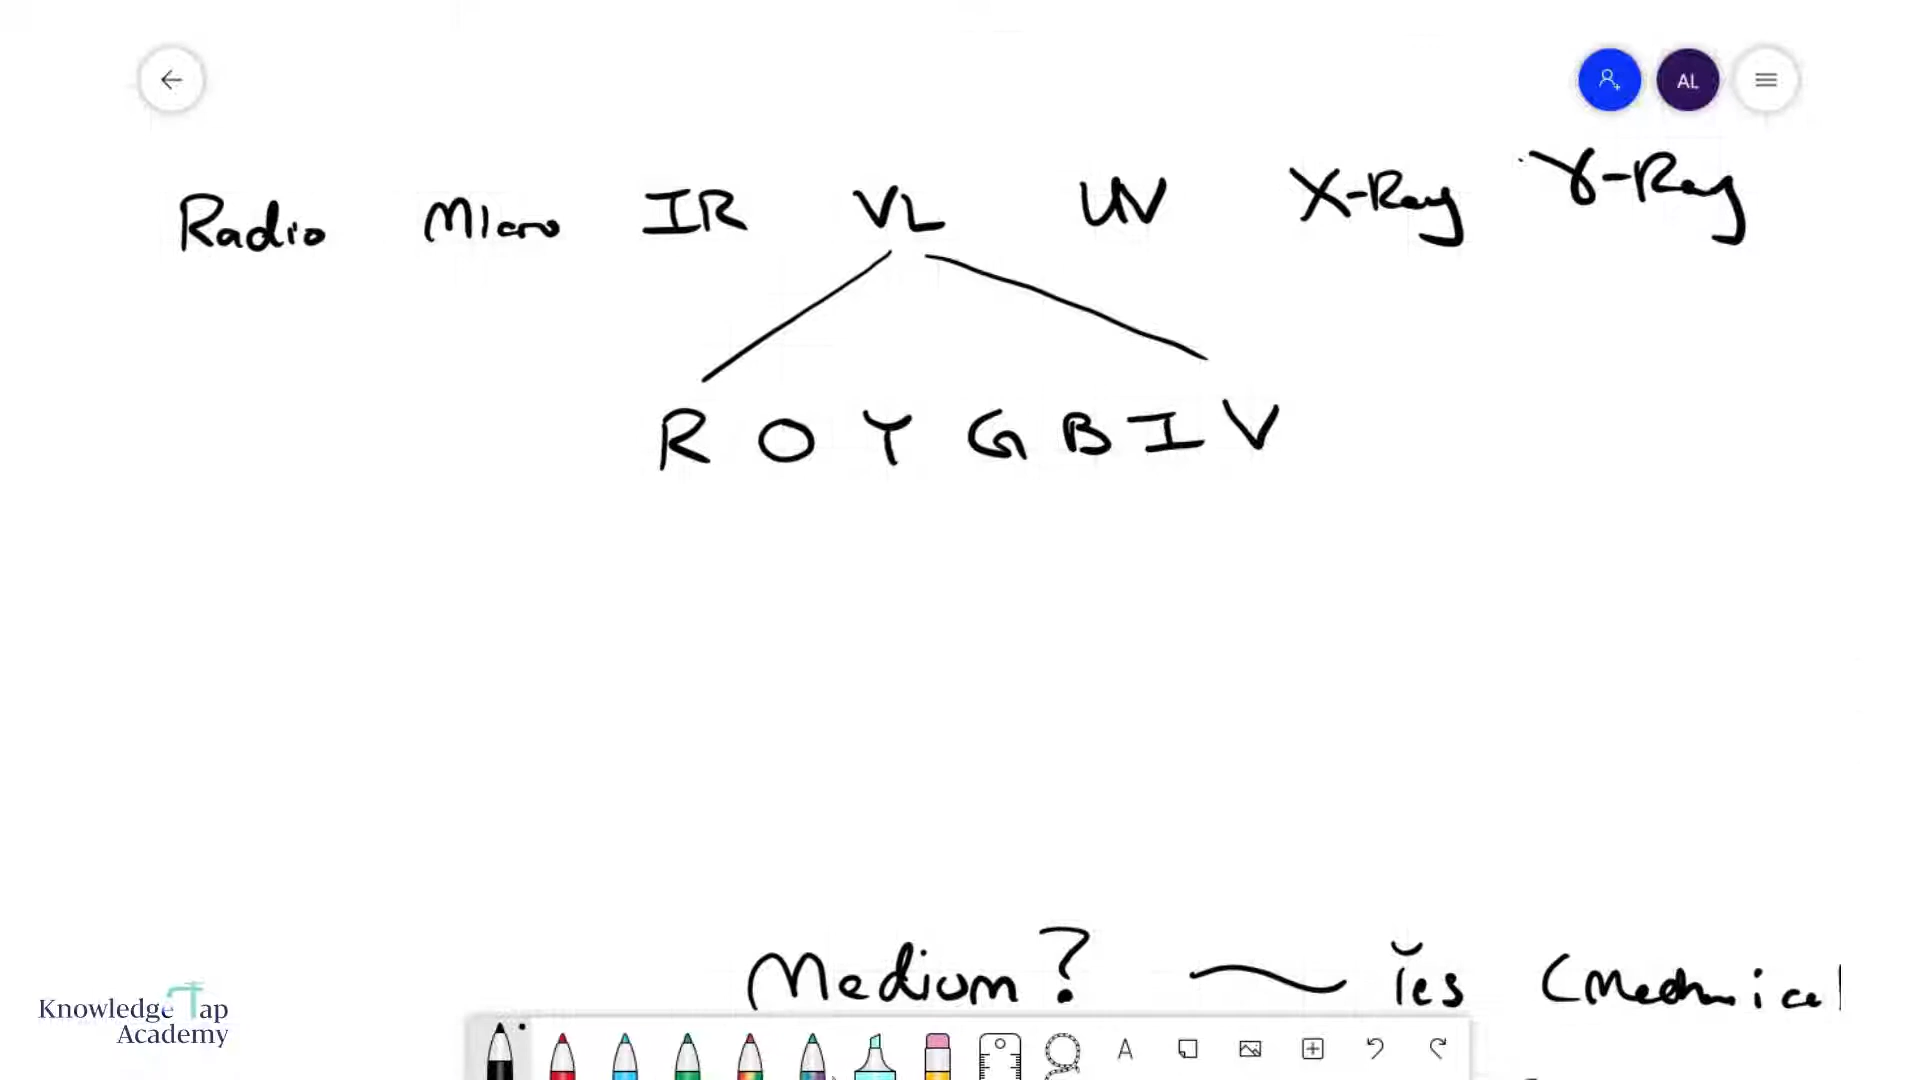 AL
Radio Micro IR VL UV X-Ray γ-Ray
R O Y G B I V
Medium? Yes (Mechanical
Knowledge Tap
Academy
A